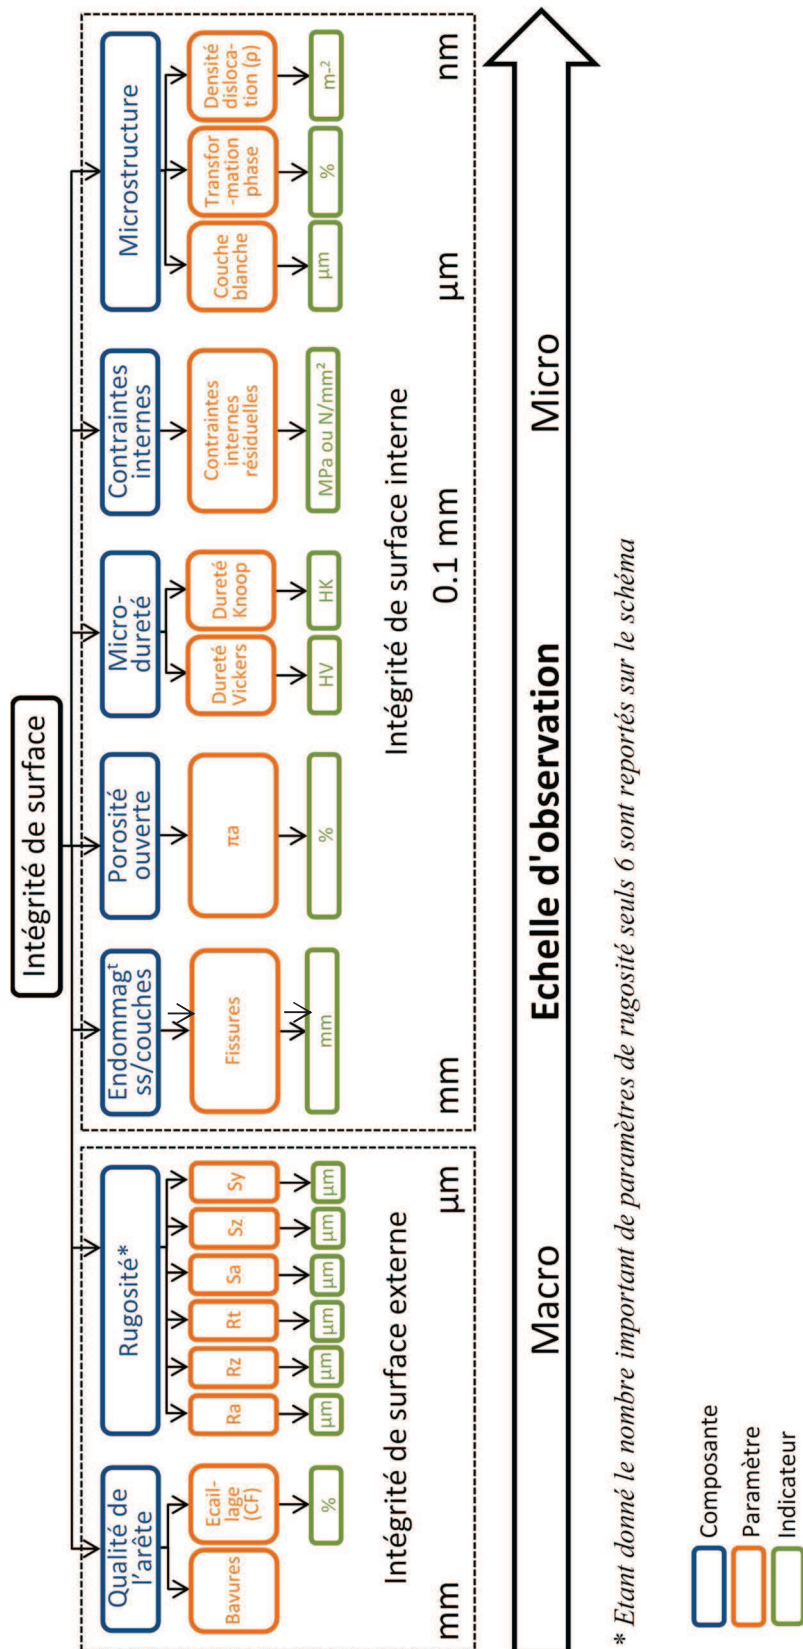 Intégrité de surface
Qualité de
l'arête
Bavures
Ecail-
lage
(CF)
%
Rugosité*
Ra
Rz
Rt
Sa
Sz
Sy
µm
µm
µm
µm
µm
µm
Intégrité de surface externe
mm
µm
Endommagᵗ
ss/couches
Fissures
mm
Porosité
ouverte
πa
%
Micro-
dureté
Dureté
Vickers
Dureté
Knoop
HV
HK
Contraintes
internes
Contraintes
internes
résiduelles
MPa ou N/mm²
Microstructure
Couche
blanche
Transfor
-mation
phase
Densité
disloca-
tion (ρ)
µm
%
m-²
Intégrité de surface interne
mm
0.1 mm
µm
nm
Macro
Echelle d'observation
Micro
* Etant donné le nombre important de paramètres de rugosité seuls 6 sont reportés sur le schéma
Composante
Paramètre
Indicateur